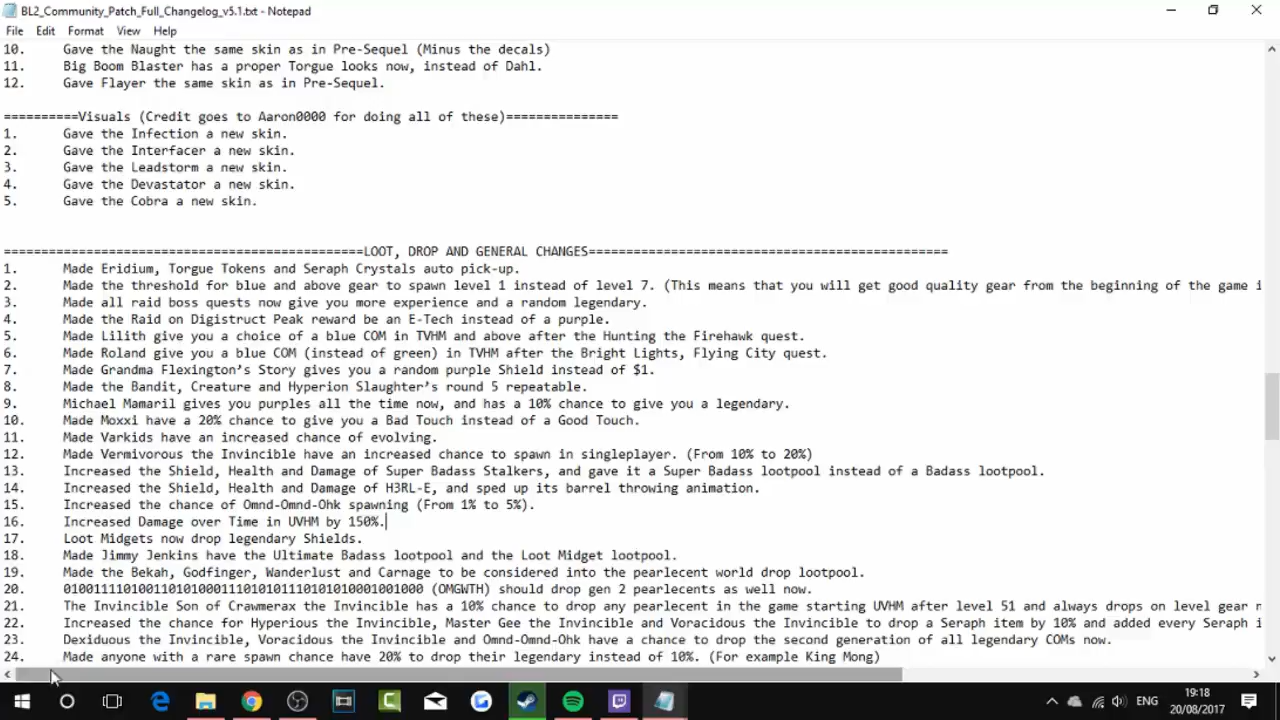 BL2_Community_Patch_Full_Changelog_v5.1.txt - Notepad
File Edit Format View Help
10. Gave the Naught the same skin as in Pre-Sequel (Minus the decals)
11. Big Boom Blaster has a proper Torgue looks now, instead of Dahl.
12. Gave Flayer the same skin as in Pre-Sequel.
==========Visuals (Credit goes to Aaron0000 for doing all of these)===============
1. Gave the Infection a new skin.
2. Gave the Interfacer a new skin.
3. Gave the Leadstorm a new skin.
4. Gave the Devastator a new skin.
5. Gave the Cobra a new skin.
================================================LOOT, DROP AND GENERAL CHANGES================================================
1. Made Eridium, Torgue Tokens and Seraph Crystals auto pick-up.
2. Made the threshold for blue and above gear to spawn level 1 instead of level 7. (This means that you will get good quality gear from the beginning of the game i
3. Made all raid boss quests now give you more experience and a random legendary.
4. Made the Raid on Digistruct Peak reward be an E-Tech instead of a purple.
5. Made Lilith give you a choice of a blue COM in TVHM and above after the Hunting the Firehawk quest.
6. Made Roland give you a blue COM (instead of green) in TVHM after the Bright Lights, Flying City quest.
7. Made Grandma Flexington's Story gives you a random purple Shield instead of $1.
8. Made the Bandit, Creature and Hyperion Slaughter's round 5 repeatable.
9. Michael Mamaril gives you purples all the time now, and has a 10% chance to give you a legendary.
10. Made Moxxi have a 20% chance to give you a Bad Touch instead of a Good Touch.
11. Made Varkids have an increased chance of evolving.
12. Made Vermivorous the Invincible have an increased chance to spawn in singleplayer. (From 10% to 20%)
13. Increased the Shield, Health and Damage of Super Badass Stalkers, and gave it a Super Badass lootpool instead of a Badass lootpool.
14. Increased the Shield, Health and Damage of H3RL-E, and sped up its barrel throwing animation.
15. Increased the chance of Omnd-Omnd-Ohk spawning (From 1% to 5%).
16. Increased Damage over Time in UVHM by 150%.
17. Loot Midgets now drop legendary Shields.
18. Made Jimmy Jenkins have the Ultimate Badass lootpool and the Loot Midget lootpool.
19. Made the Bekah, Godfinger, Wanderlust and Carnage to be considered into the pearlecent world drop lootpool.
20. 010011110100110101000111010101110101010001001000 (OMGWTH) should drop gen 2 pearlecents as well now.
21. The Invincible Son of Crawmerax the Invincible has a 10% chance to drop any pearlecent in the game starting UVHM after level 51 and always drops on level gear
22. Increased the chance for Hyperious the Invincible, Master Gee the Invincible and Voracidous the Invincible to drop a Seraph item by 10% and added every Seraph i
23. Dexiduous the Invincible, Voracidous the Invincible and Omnd-Omnd-Ohk have a chance to drop the second generation of all legendary COMs now.
24. Made anyone with a rare spawn chance have 20% to drop their legendary instead of 10%. (For example King Mong)
ENG
19:18
20/08/2017